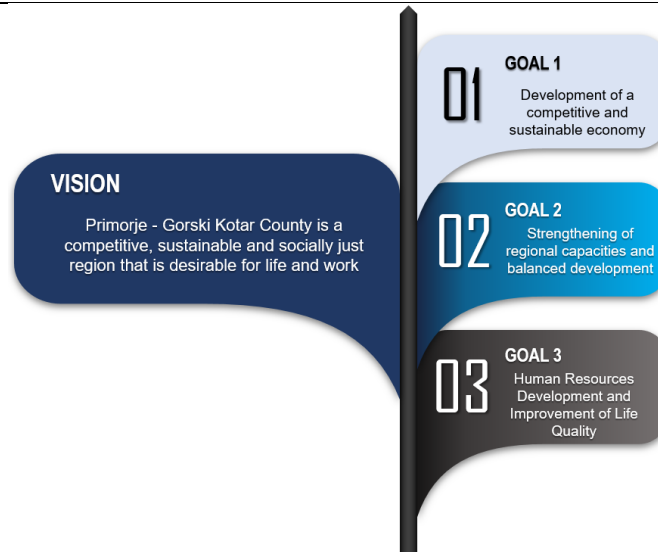 VISION
Primorje - Gorski Kotar County is a
competitive, sustainable and socially just
region that is desirable for life and work
01
GOAL 1
Development of a
competitive and
sustainable economy
02
GOAL 2
Strengthening of
regional capacities and
balanced development
03
GOAL 3
Human Resources
Development and
Improvement of Life
Quality